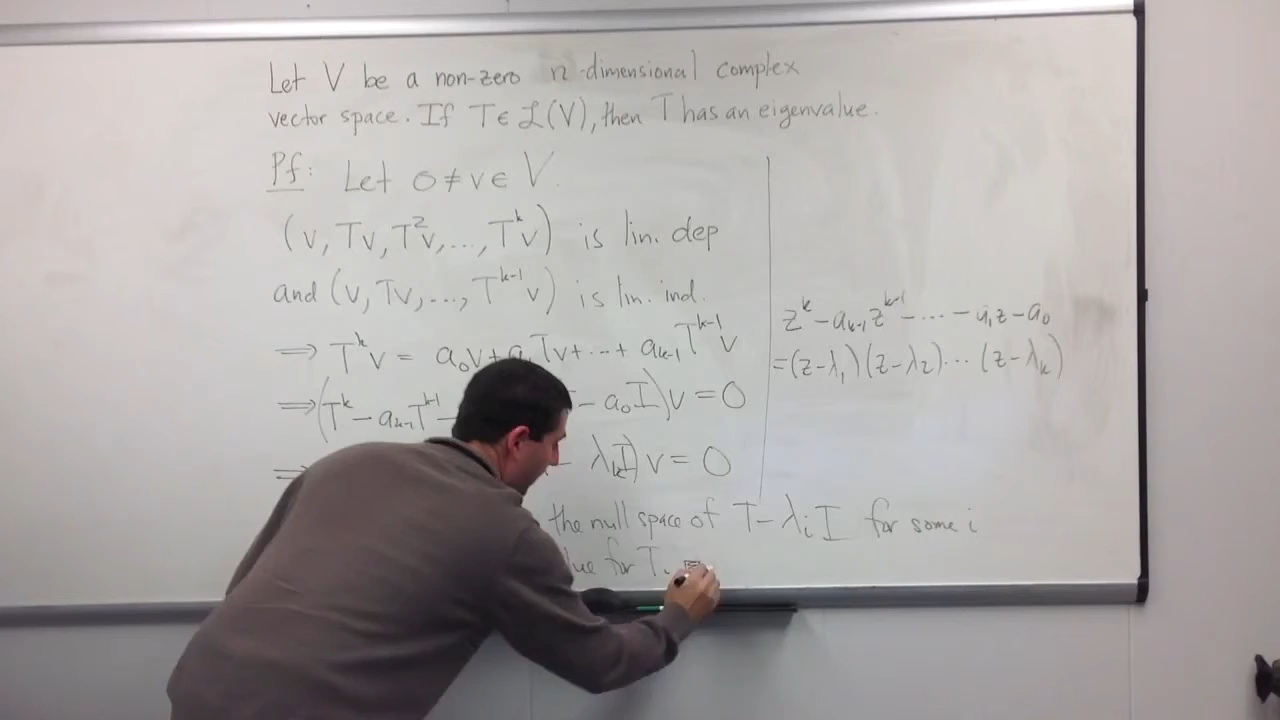 Let V be a non-zero n-dimensional complex
vector space. If T ∈ ℒ(V), then T has an eigenvalue.
Pf: Let 0 ≠ v ∈ V.
(v, Tv, T²v, ..., Tᵏv) is lin. dep
and (v, Tv, ..., Tᵏ⁻¹v) is lin. ind.
⇒ Tᵏv = a₀v + a₁Tv + ... + aₖ₋₁Tᵏ⁻¹v
⇒ (Tᵏ − aₖ₋₁Tᵏ⁻¹ − T − a₀I)v = 0
⇒ − λₖI)v = 0
the null space of T − λᵢI for some i
for T.
zᵏ − aₖ₋₁zᵏ⁻¹ − ... − a₁z − a₀
= (z−λ₁)(z−λ₂)...(z−λₖ)